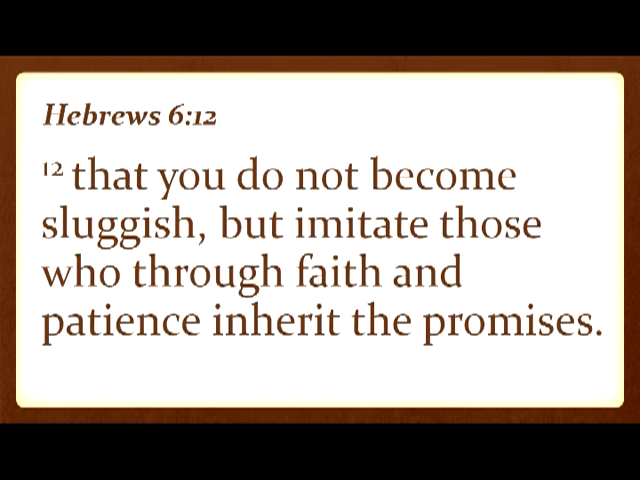 Hebrews 6:12
12 that you do not become
sluggish, but imitate those
who through faith and
patience inherit the promises.